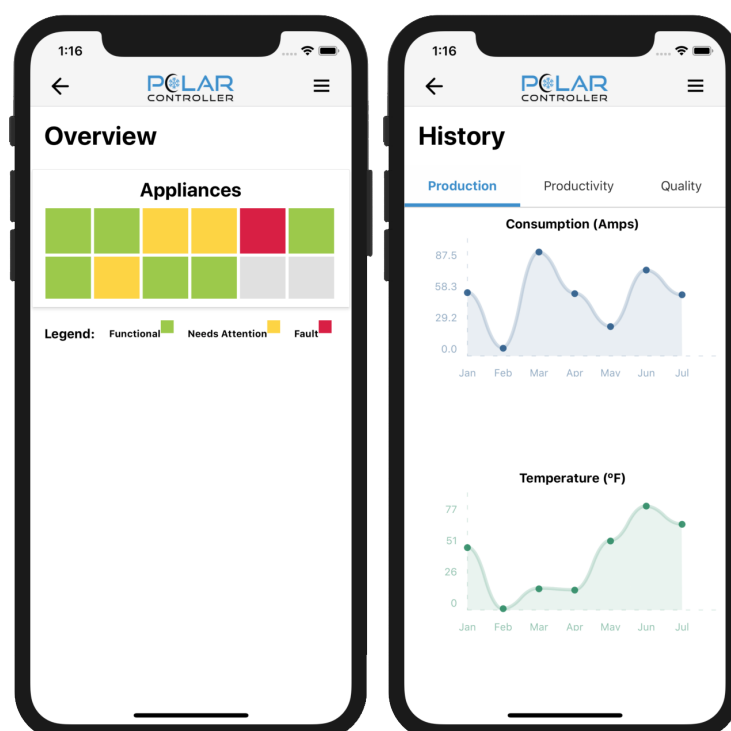 1:16
POLAR
CONTROLLER
Overview
Appliances
Legend: Functional Needs Attention Fault
1:16
POLAR
CONTROLLER
History
Production Productivity Quality
Consumption (Amps)
87.5
58.3
29.2
0.0
Jan Feb Mar Apr May Jun Jul
Temperature (ºF)
77
51
26
0
Jan Feb Mar Apr May Jun Jul